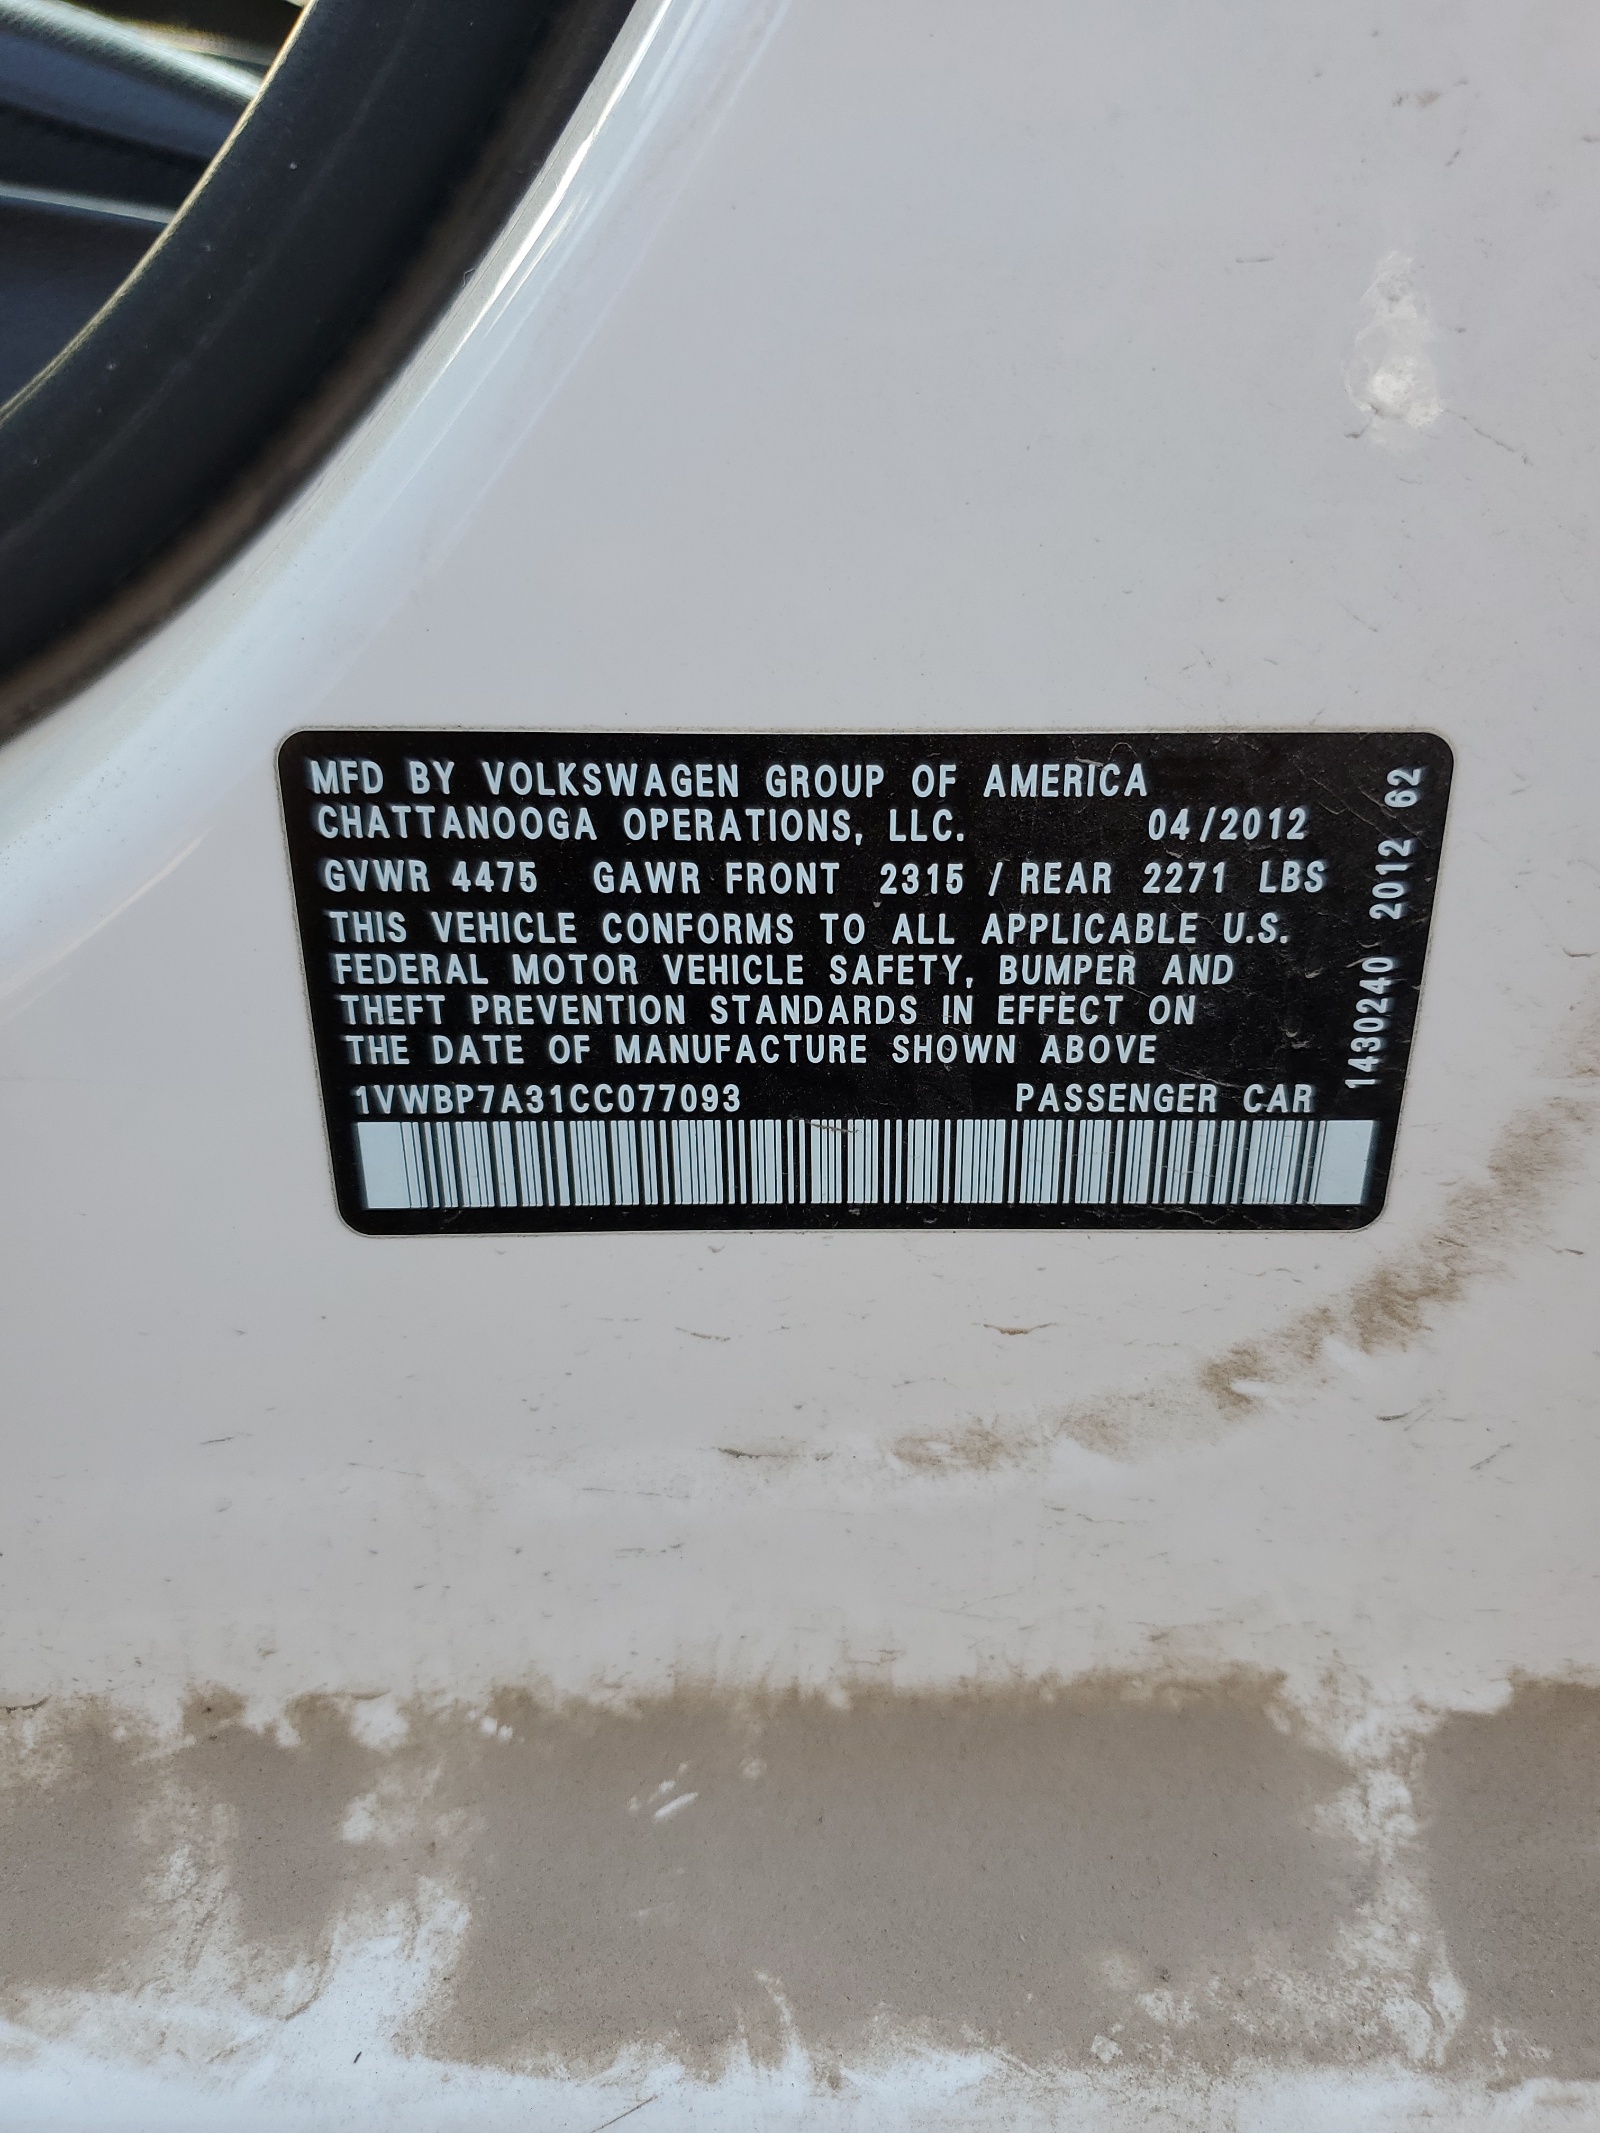 MFD BY VOLKSWAGEN GROUP OF AMERICA
CHATTANOOGA OPERATIONS, LLC. 04/2012
GVWR 4475 GAWR FRONT 2315 / REAR 2271 LBS
THIS VEHICLE CONFORMS TO ALL APPLICABLE U.S.
FEDERAL MOTOR VEHICLE SAFETY, BUMPER AND
THEFT PREVENTION STANDARDS IN EFFECT ON
THE DATE OF MANUFACTURE SHOWN ABOVE
1VWBP7A31CC077093 PASSENGER CAR
1430240 2012 62